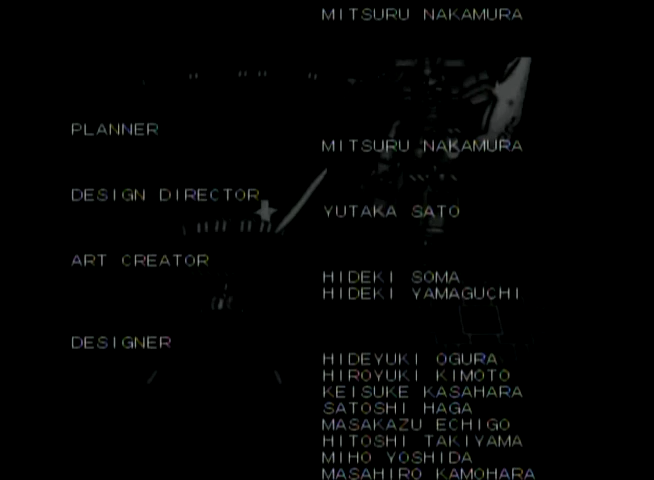 MITSURU NAKAMURA
PLANNER
MITSURU NAKAMURA
DESIGN DIRECTOR
YUTAKA SATO
ART CREATOR
HIDEKI SOMA
HIDEKI YAMAGUCHI
DESIGNER
HIDEYUKI OGURA
HIROYUKI KIMOTO
KEISUKE KASAHARA
SATOSHI HAGA
MASAKAZU ECHIGO
HITOSHI TAKIYAMA
MIHO YOSHIDA
MASAHIRO KAMOHARA